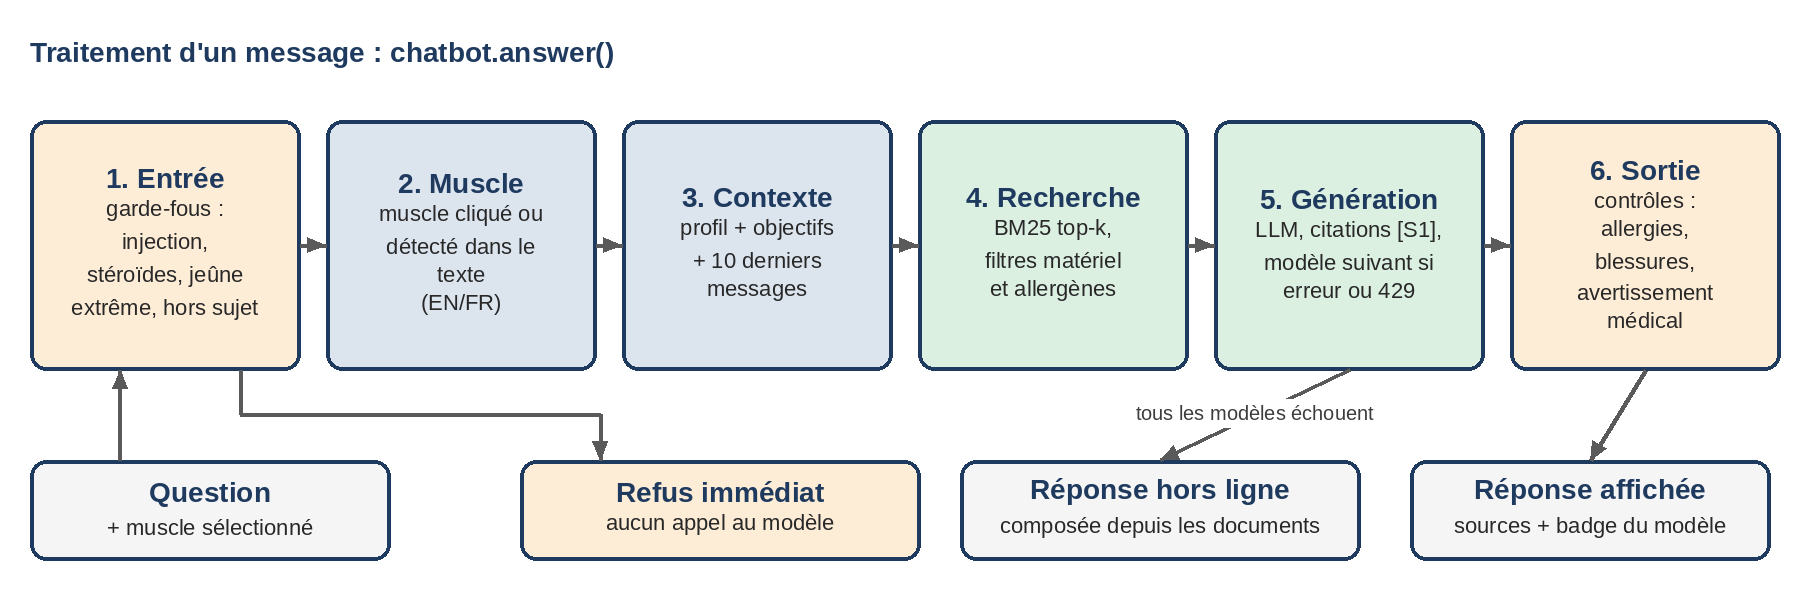 Traitement d'un message : chatbot.answer()
1. Entrée
garde-fous :
injection,
stéroïdes, jeûne
extrême, hors sujet
2. Muscle
muscle cliqué ou
détecté dans le
texte
(EN/FR)
3. Contexte
profil + objectifs
+ 10 derniers
messages
4. Recherche
BM25 top-k,
filtres matériel
et allergènes
5. Génération
LLM, citations [S1],
modèle suivant si
erreur ou 429
6. Sortie
contrôles :
allergies,
blessures,
avertissement
médical
tous les modèles échouent
Question
+ muscle sélectionné
Refus immédiat
aucun appel au modèle
Réponse hors ligne
composée depuis les documents
Réponse affichée
sources + badge du modèle